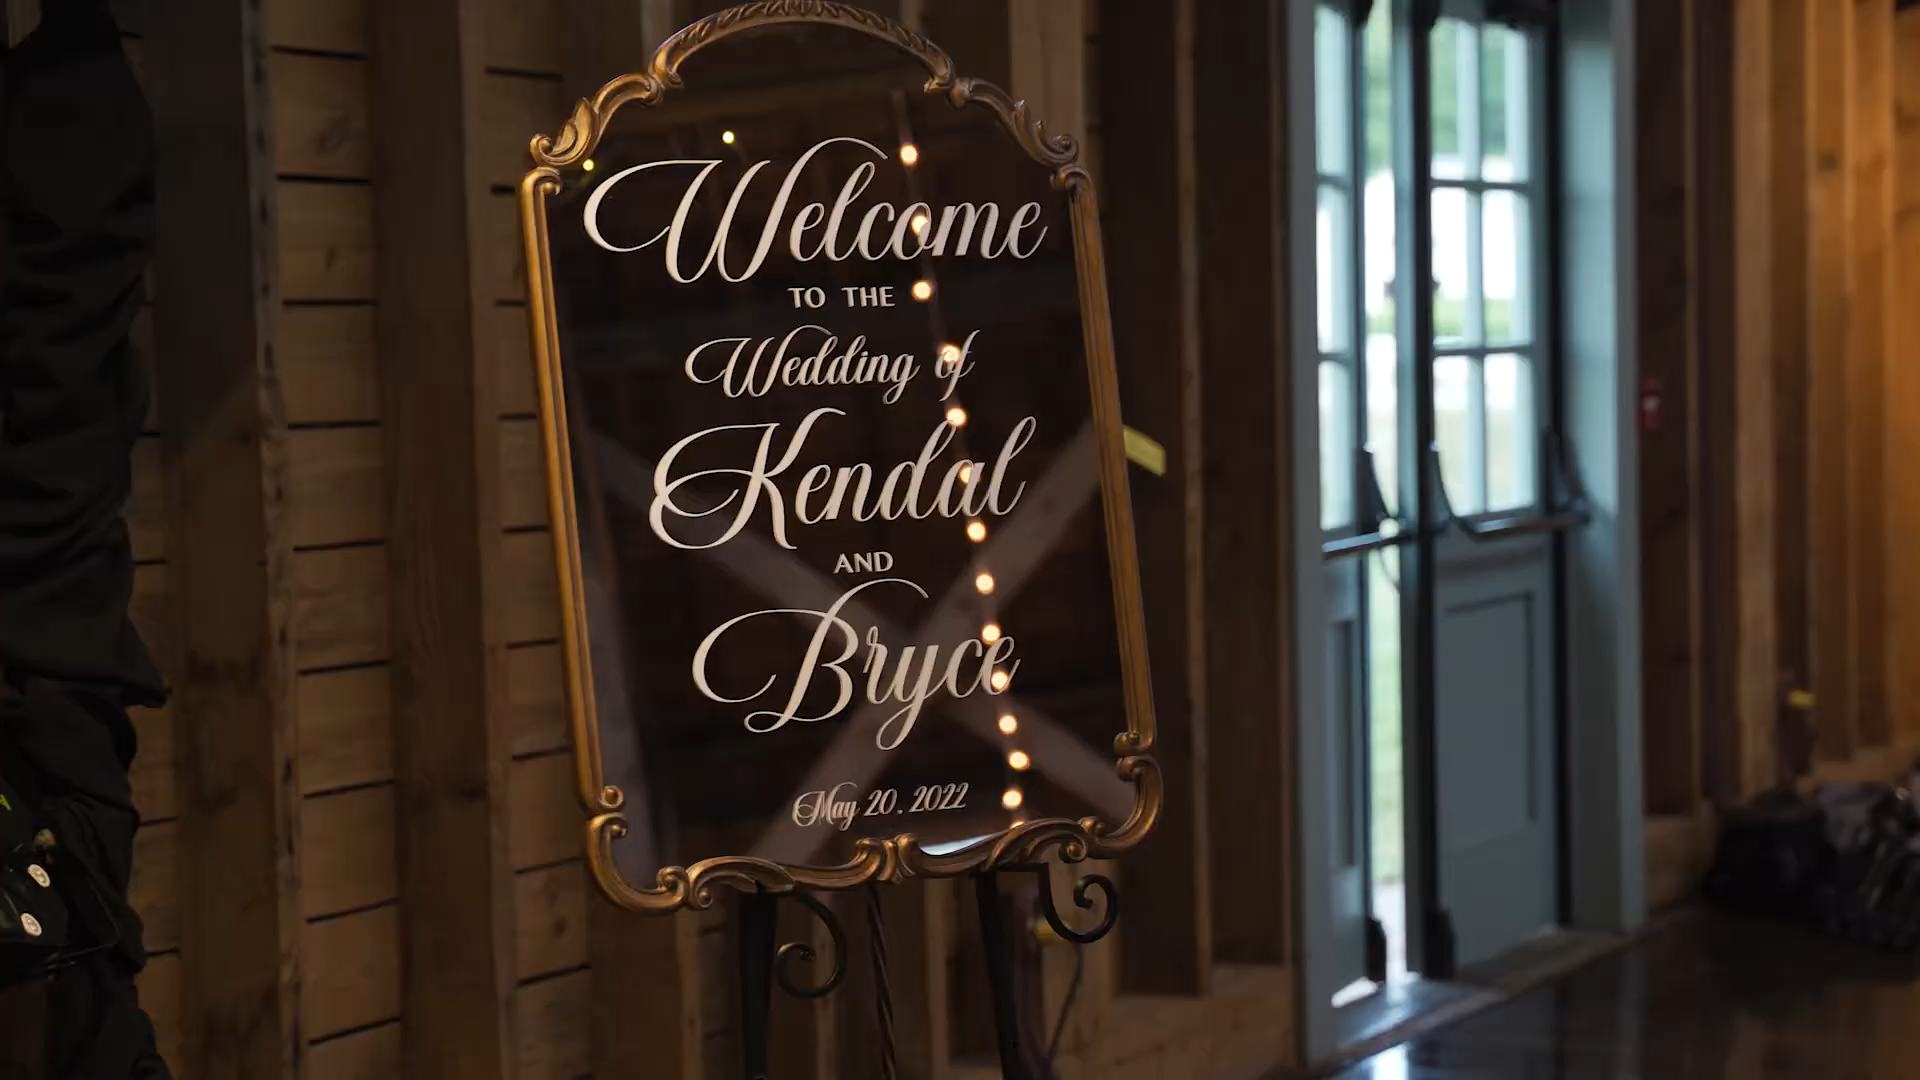 Welcome
TO THE
Wedding of
Kendal
AND
Bryce
May 20, 2022